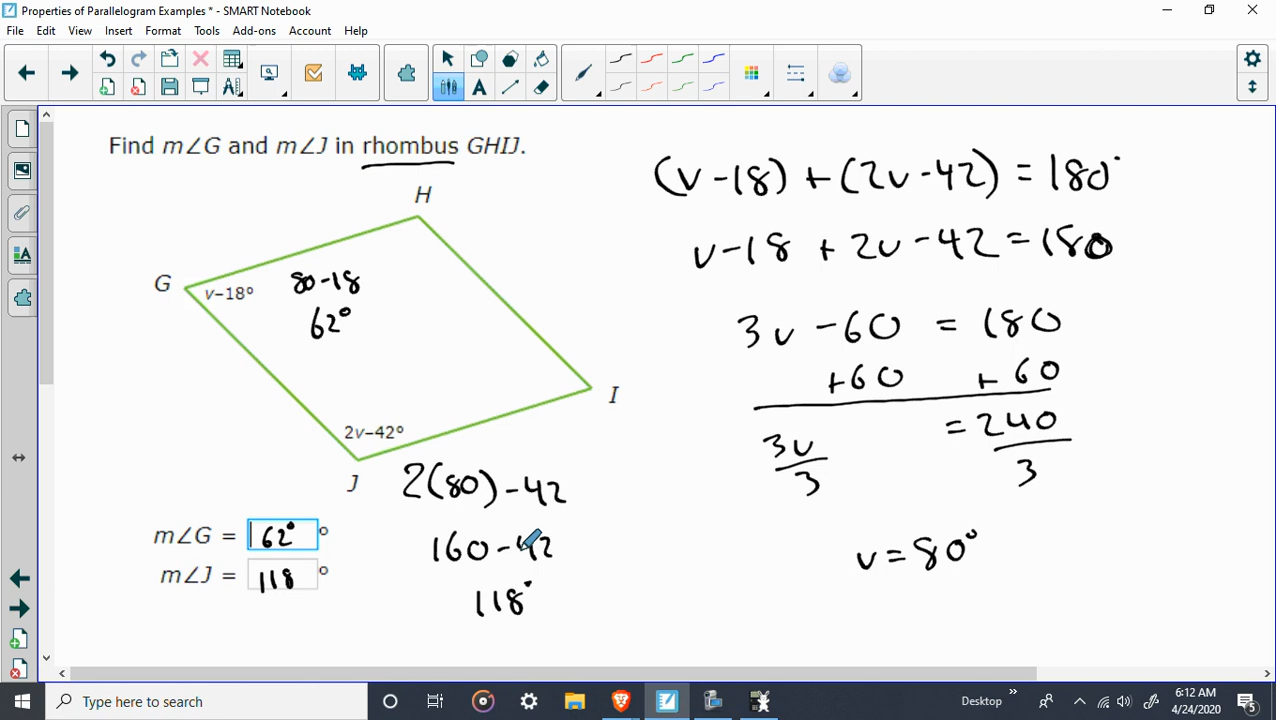 Properties of Parallelogram Examples * - SMART Notebook
File Edit View Insert Format Tools Add-ons Account Help
Find m∠G and m∠J in rhombus GHIJ.
H
G
v–18°
80-18
62°
I
2v–42°
J
2(80)-42
160-42
118°
m∠G = 62° °
m∠J = 118 °
(v-18)+(2v-42)=180°
v-18+2v-42=180
3v-60=180
+60 +60
3v/3 = 240/3
v=80°
Type here to search
Desktop
»
6:12 AM
4/24/2020
5